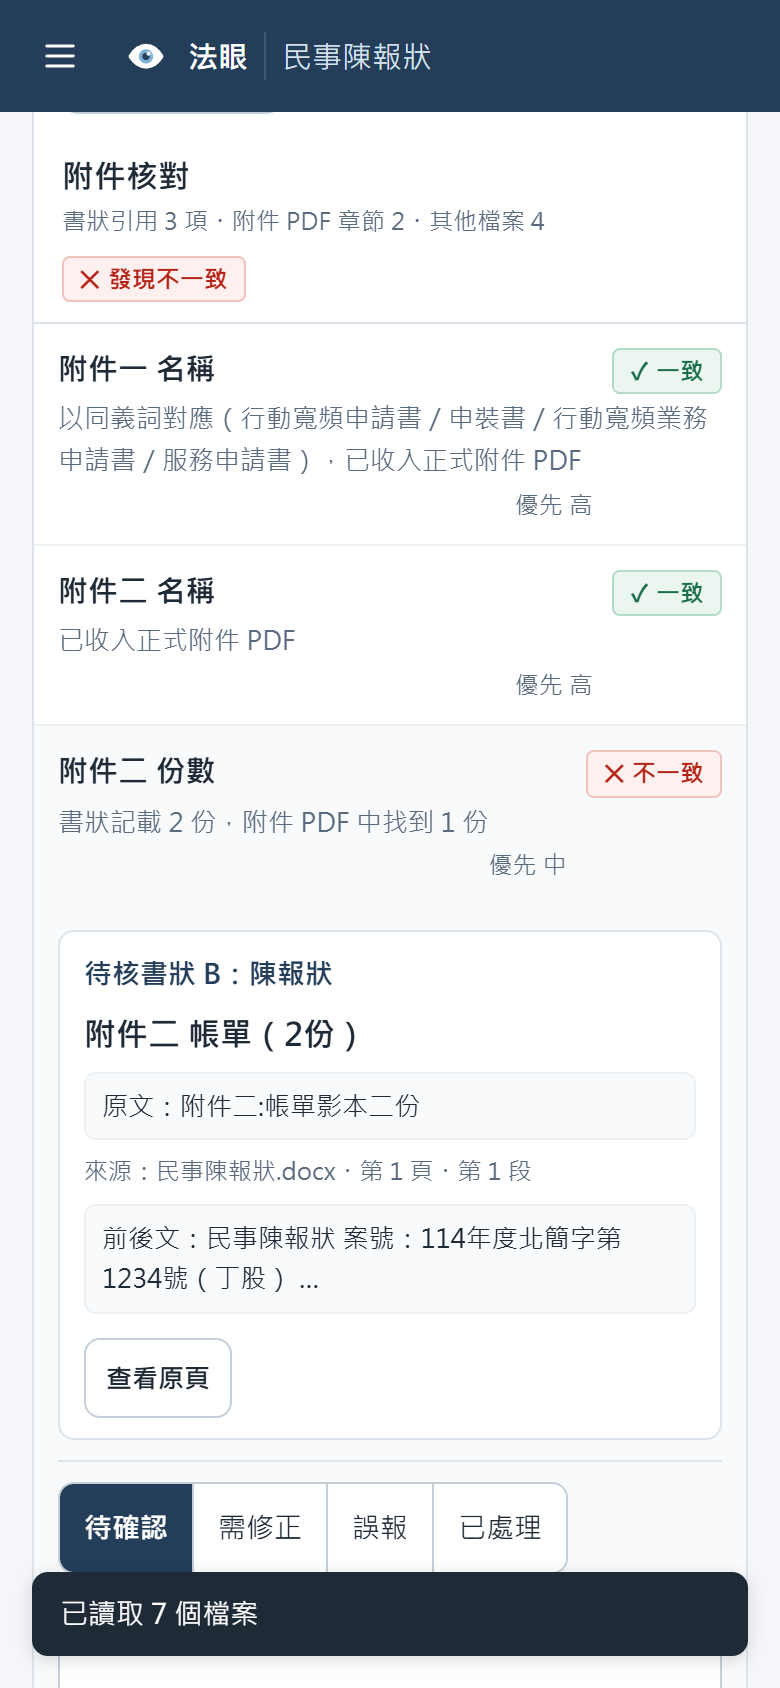 法眼 民事陳報狀
附件核對
書狀引用 3 項 · 附件 PDF 章節 2 · 其他檔案 4
✕ 發現不一致
附件一 名稱
✓ 一致
以同義詞對應（行動寬頻申請書 / 申裝書 / 行動寬頻業務
申請書 / 服務申請書），已收入正式附件 PDF
優先 高
附件二 名稱
✓ 一致
已收入正式附件 PDF
優先 高
附件二 份數
✕ 不一致
書狀記載 2 份，附件 PDF 中找到 1 份
優先 中
待核書狀 B：陳報狀
附件二 帳單（2份）
原文：附件二:帳單影本二份
來源：民事陳報狀.docx · 第 1 頁 · 第 1 段
前後文：民事陳報狀 案號：114年度北簡字第
1234號（丁股） ...
查看原頁
待確認 需修正 誤報 已處理
已讀取 7 個檔案